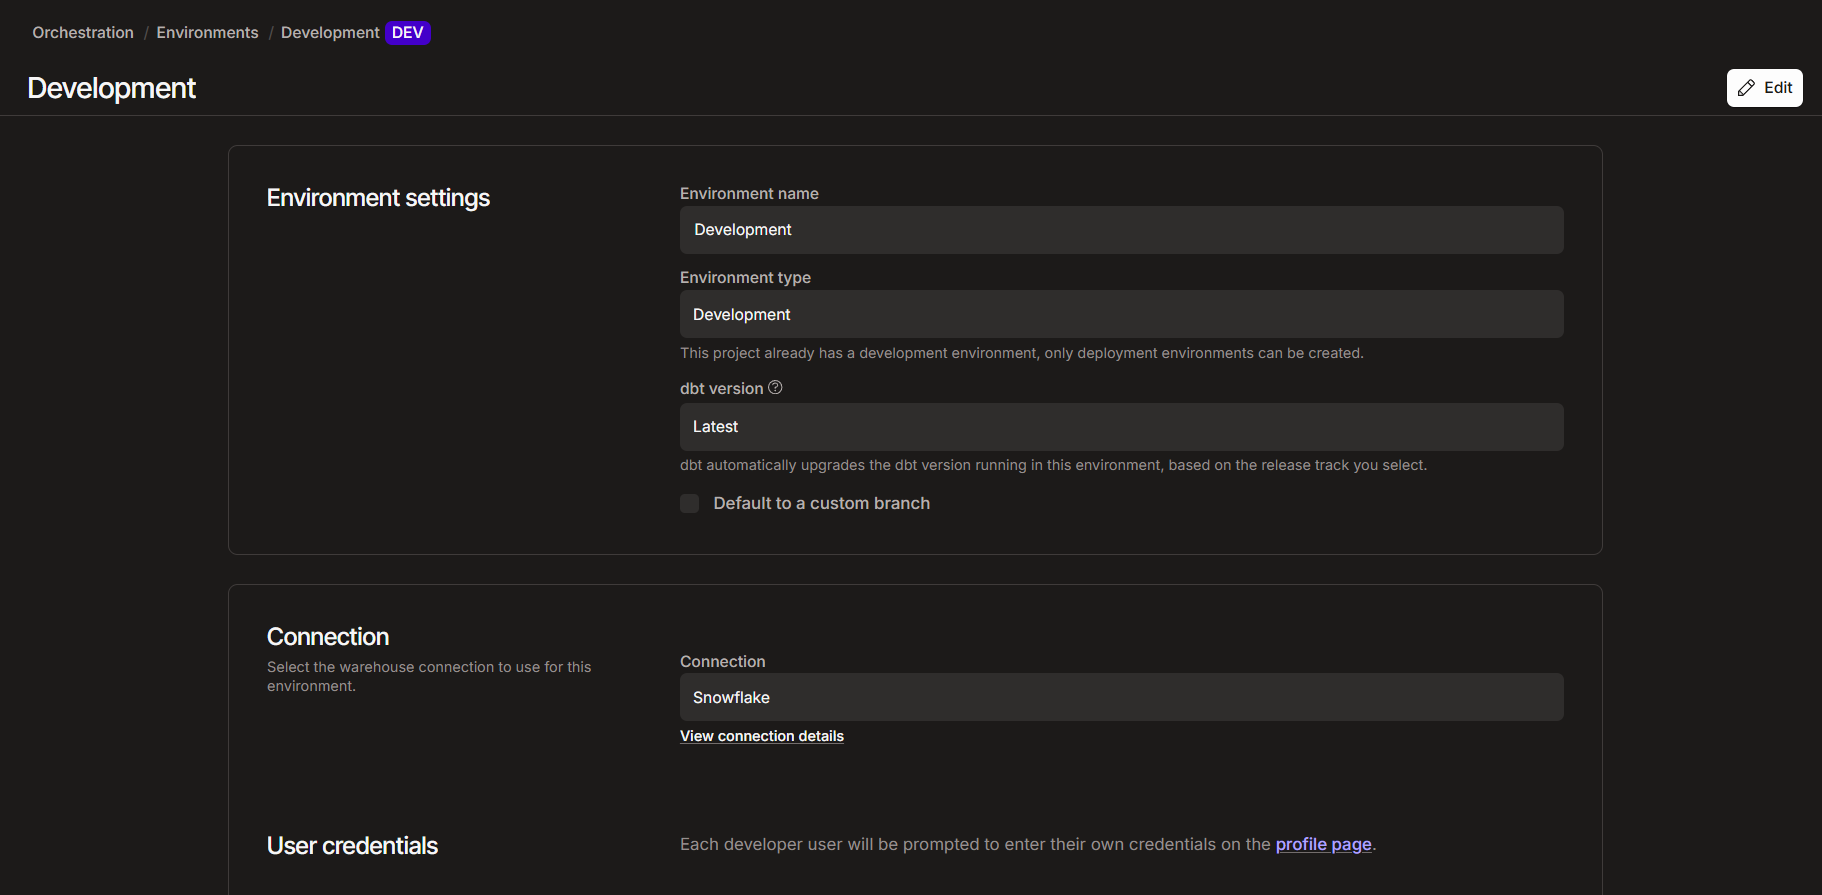 Orchestration / Environments / Development DEV
Development
Edit
Environment settings
Environment name
Development
Environment type
Development
This project already has a development environment, only deployment environments can be created.
dbt version
Latest
dbt automatically upgrades the dbt version running in this environment, based on the release track you select.
Default to a custom branch
Connection
Select the warehouse connection to use for this
environment.
Connection
Snowflake
View connection details
User credentials
Each developer user will be prompted to enter their own credentials on the profile page.